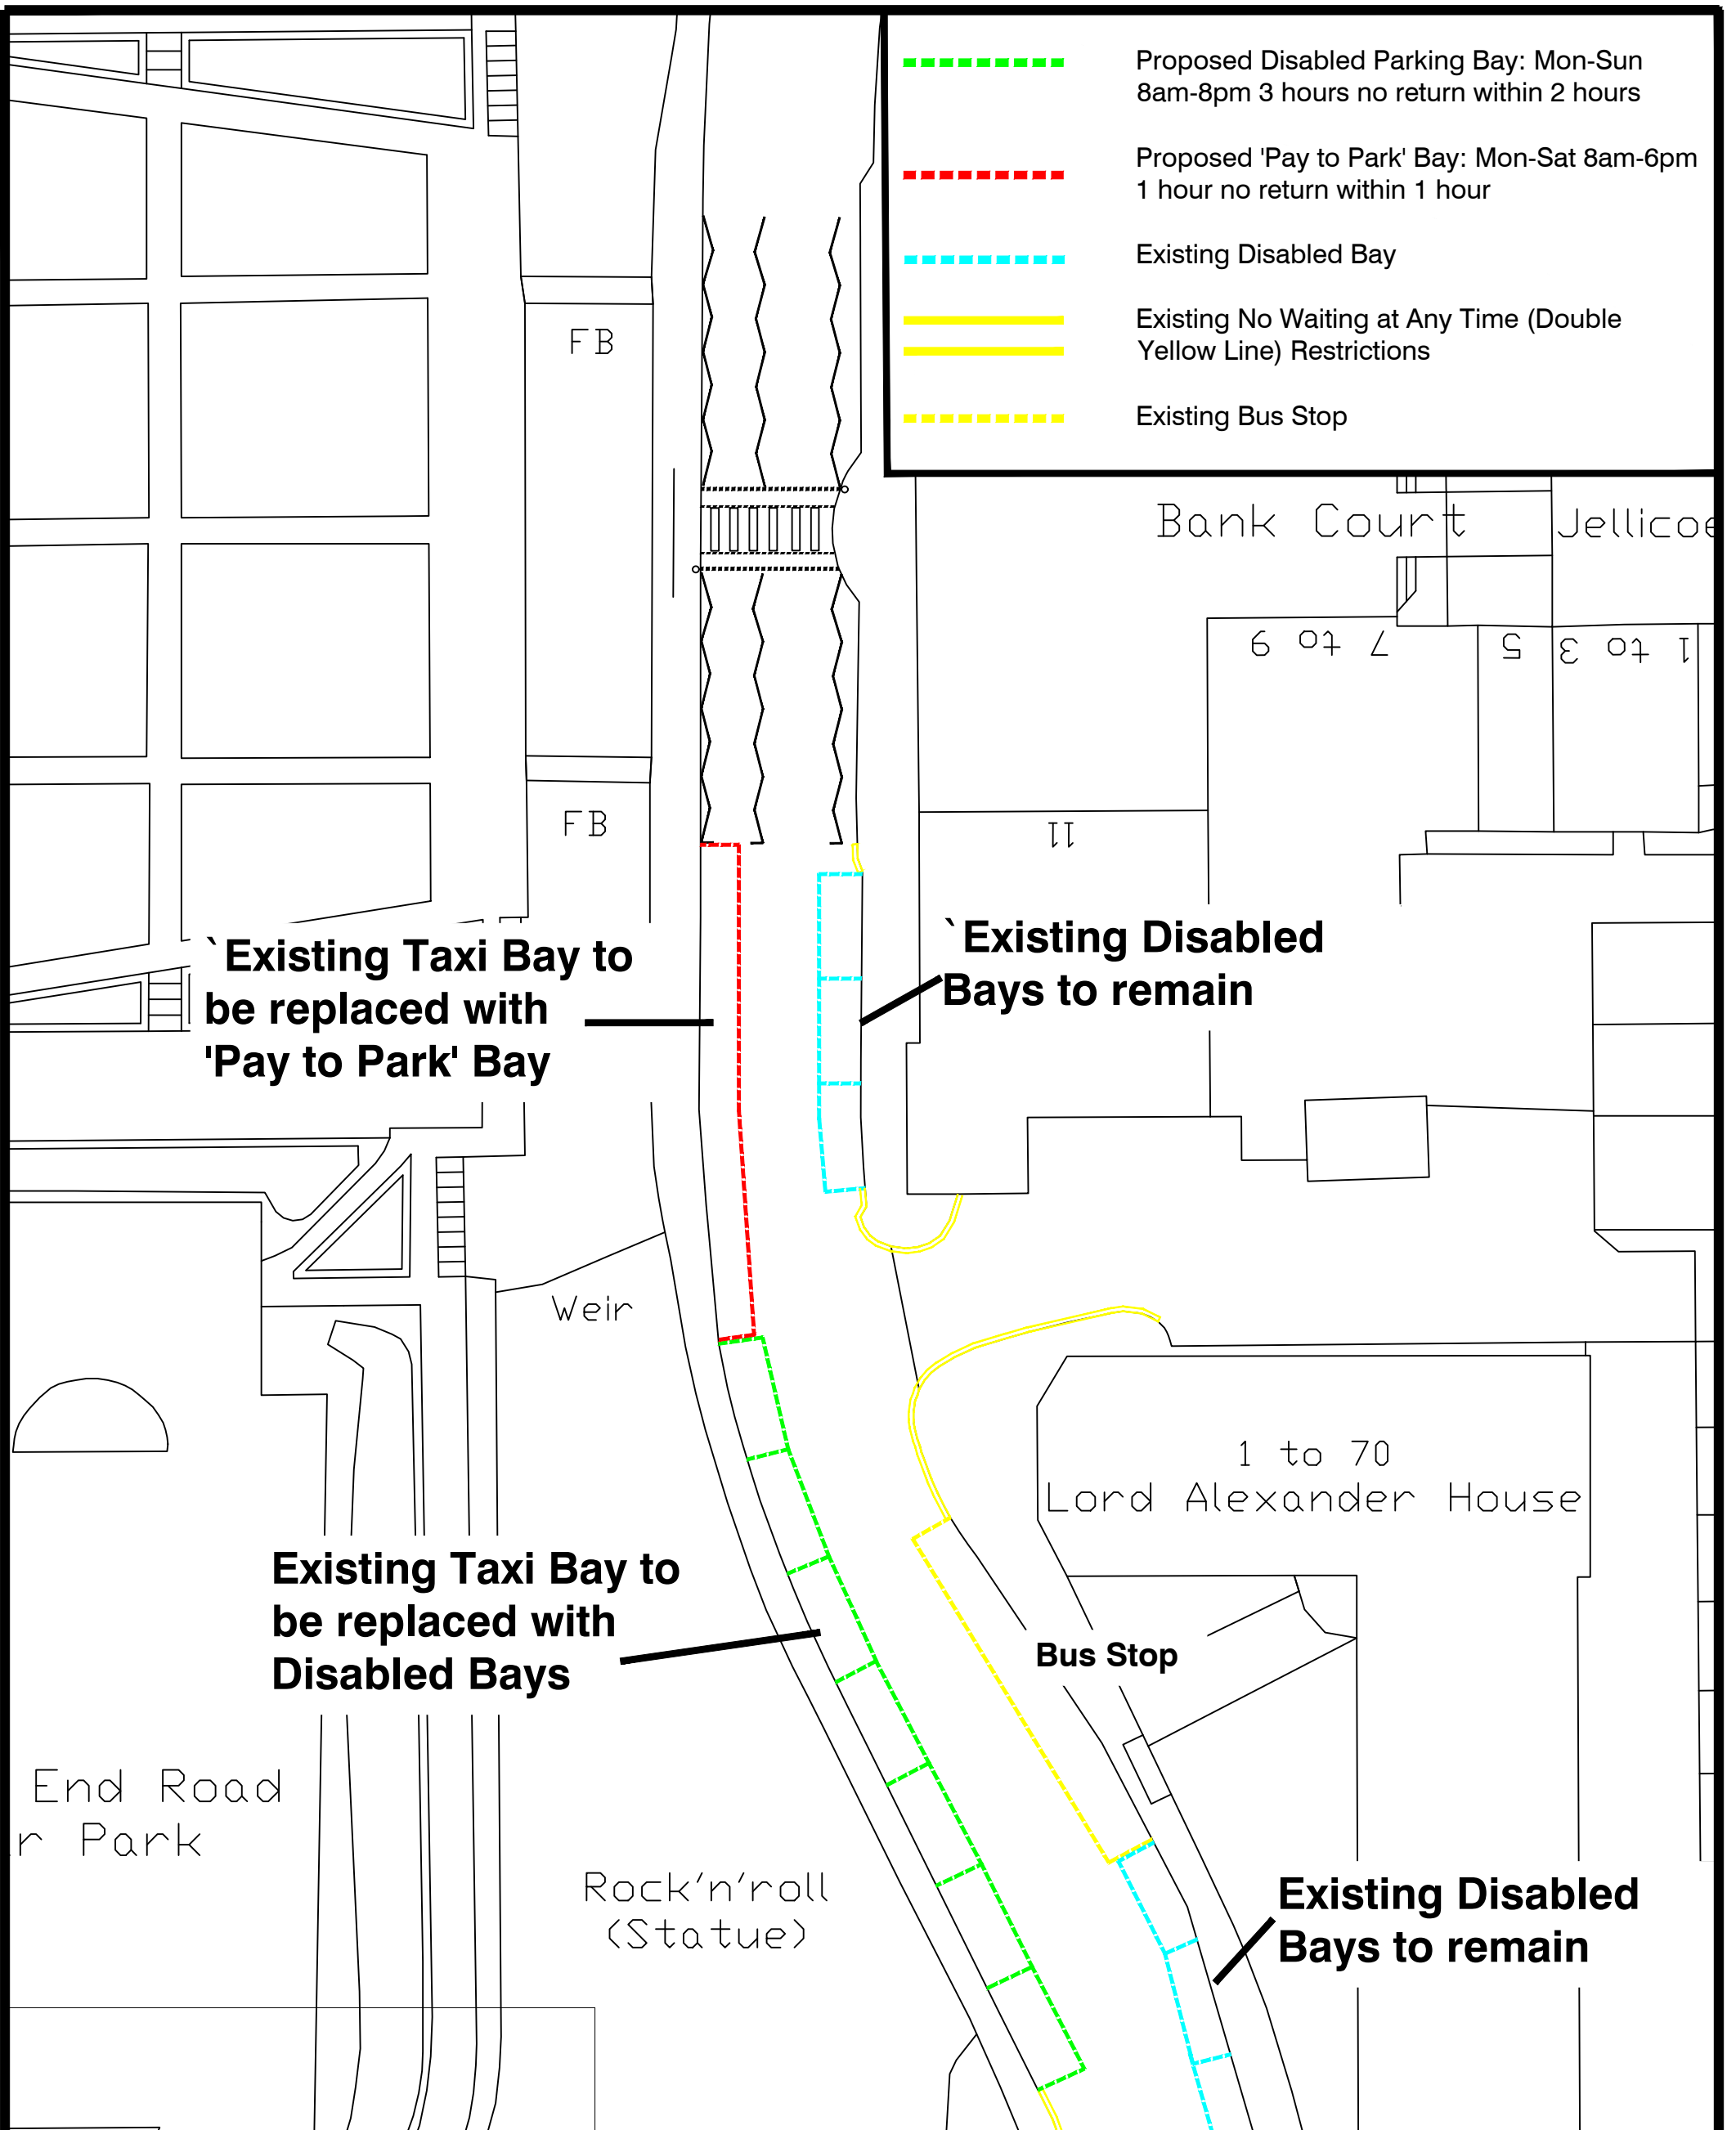 Proposed Disabled Parking Bay: Mon-Sun
8am-8pm 3 hours no return within 2 hours
Proposed 'Pay to Park' Bay: Mon-Sat 8am-6pm
1 hour no return within 1 hour
Existing Disabled Bay
Existing No Waiting at Any Time (Double
Yellow Line) Restrictions
Existing Bus Stop
FB
Bank Court
Jellicoe
7 to 9
5
1 to 3
11
FB
`Existing Taxi Bay to
be replaced with
'Pay to Park' Bay
`Existing Disabled
Bays to remain
Weir
1 to 70
Lord Alexander House
Existing Taxi Bay to
be replaced with
Disabled Bays
Bus Stop
End Road
r Park
Rock'n'roll
(Statue)
Existing Disabled
Bays to remain